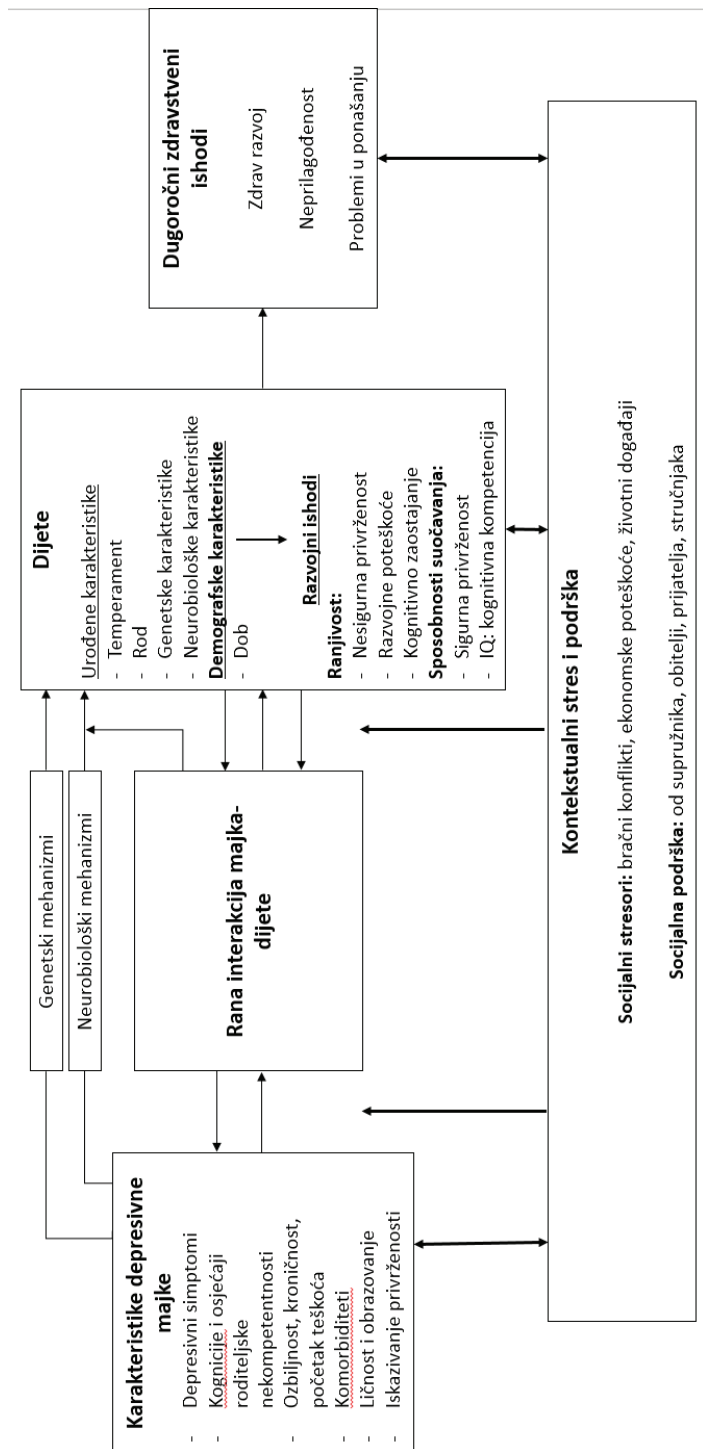 Karakteristike depresivne
majke
- Depresivni simptomi
- Kognicije i osjećaji
roditeljske
nekompetentnosti
- Ozbiljnost, kroničnost,
početak teškoća
- Komorbiditeti
- Ličnost i obrazovanje
- Iskazivanje privrženosti
Genetski mehanizmi
Neurobiološki mehanizmi
Rana interakcija majka-
dijete
Dijete
Urođene karakteristike
- Temperament
- Rod
- Genetske karakteristike
- Neurobiološke karakteristike
Demografske karakteristike
- Dob
Razvojni ishodi
Ranjivost:
- Nesigurna privrženost
- Razvojne poteškoće
- Kognitivno zaostajanje
Sposobnosti suočavanja:
- Sigurna privrženost
- IQ: kognitivna kompetencija
Dugoročni zdravstveni
ishodi
Zdrav razvoj
Neprilagođenost
Problemi u ponašanju
Kontekstualni stres i podrška
Socijalni stresori: bračni konflikti, ekonomske poteškoće, životni događaji
Socijalna podrška: od supružnika, obitelji, prijatelja, stručnjaka